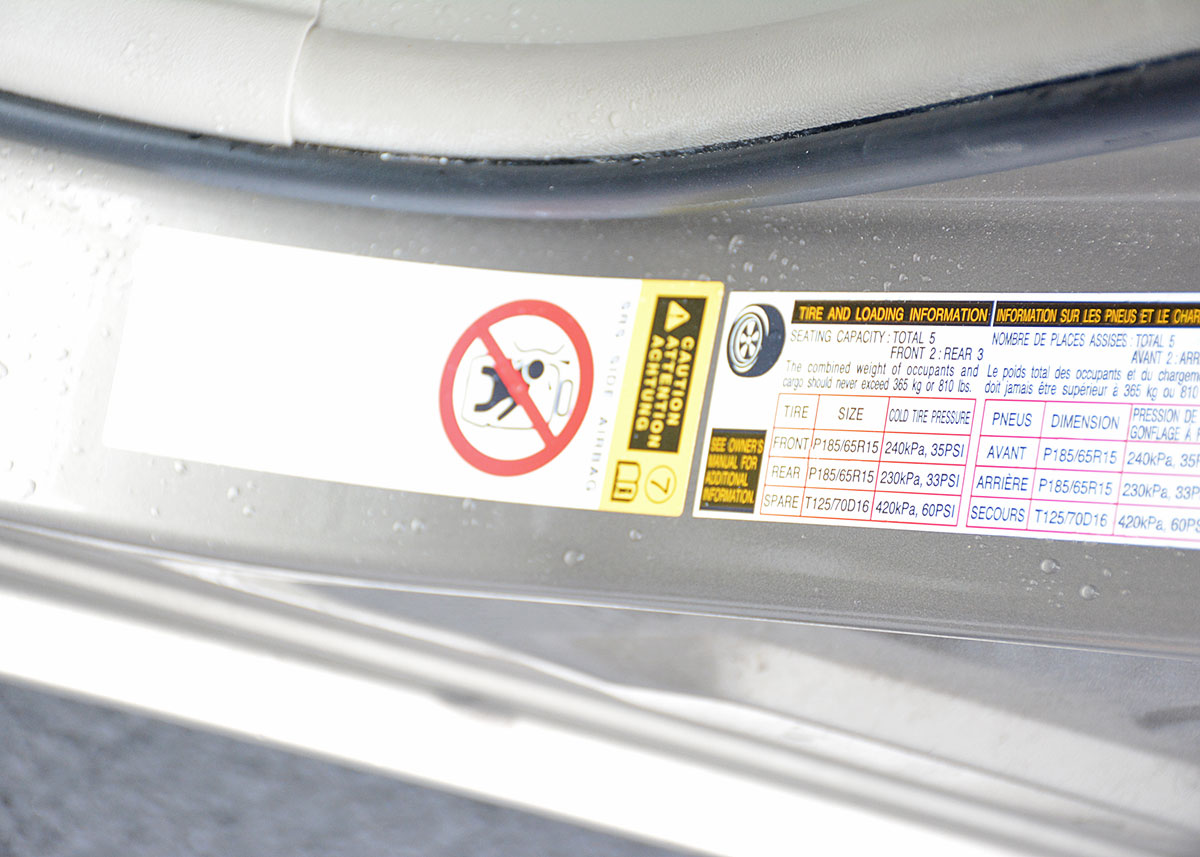 SRS SIDE AIRBAG
CAUTION
ATTENTION
ACHTUNG
7
TIRE AND LOADING INFORMATION
SEATING CAPACITY : TOTAL 5
FRONT 2 : REAR 3
The combined weight of occupants and
cargo should never exceed 365 kg or 810 lbs.
TIRE SIZE COLD TIRE PRESSURE
FRONT P185/65R15 240kPa, 35PSI
REAR P185/65R15 230kPa, 33PSI
SPARE T125/70D16 420kPa, 60PSI
SEE OWNER'S
MANUAL FOR
ADDITIONAL
INFORMATION.
INFORMATION SUR LES PNEUS ET LE CHAR
NOMBRE DE PLACES ASSISES : TOTAL 5
AVANT 2 : ARR
Le poids total des occupants et du chargeme
doit jamais être supérieur à 365 kg ou 810
PNEUS DIMENSION PRESSION DE
GONFLAGE À F
AVANT P185/65R15 240kPa, 35P
ARRIÈRE P185/65R15 230kPa, 33P
SECOURS T125/70D16 420kPa, 60PS